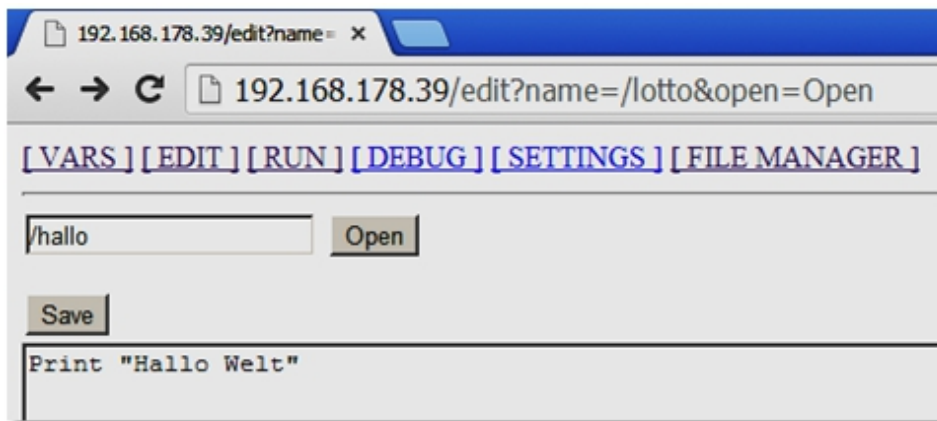 192.168.178.39/edit?name=
192.168.178.39/edit?name=/lotto&open=Open
[ VARS ] [ EDIT ] [ RUN ] [ DEBUG ] [ SETTINGS ] [ FILE MANAGER ]
/hallo Open
Save
Print "Hallo Welt"